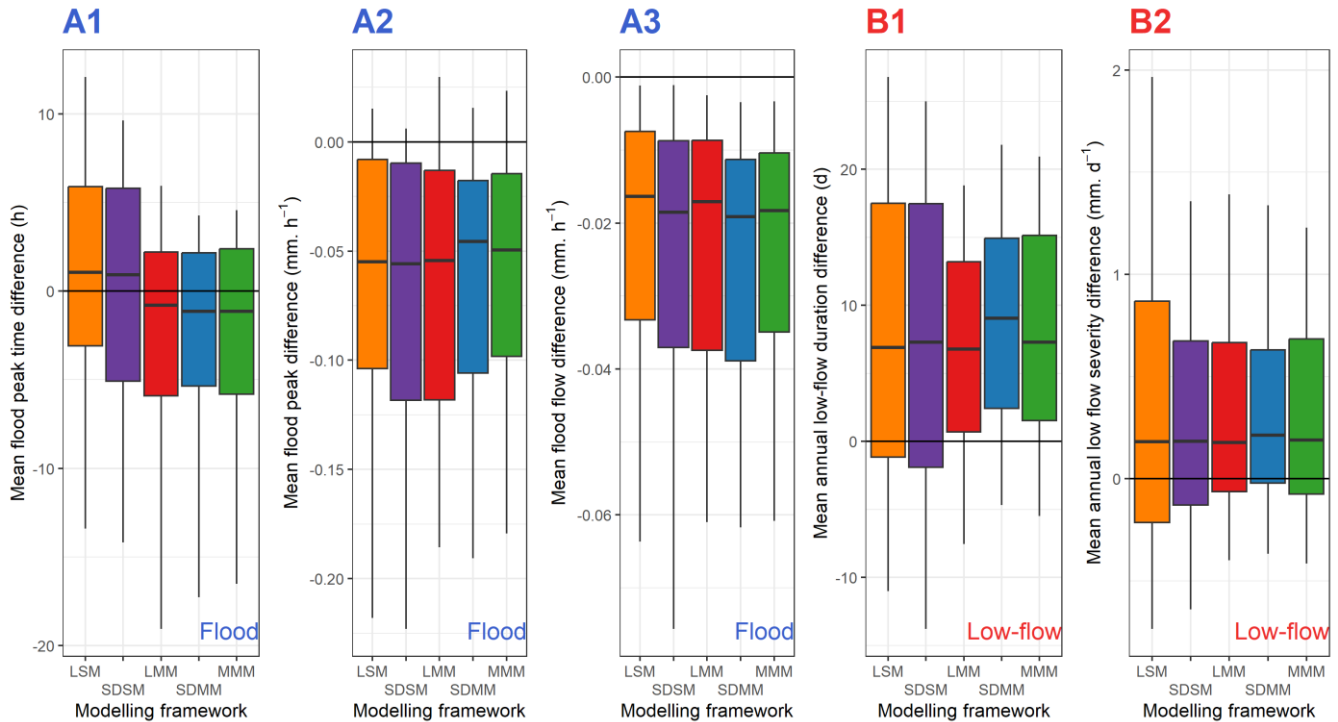 A1
A2
A3
B1
B2
Mean flood peak time difference (h)
10
0
-10
-20
Flood
LSM
SDSM
LMM
SDMM
MMM
Modelling framework
Mean flood peak difference (mm. h⁻¹)
0.00
-0.05
-0.10
-0.15
-0.20
Flood
LSM
SDSM
LMM
SDMM
MMM
Modelling framework
Mean flood flow difference (mm. h⁻¹)
0.00
-0.02
-0.04
-0.06
Flood
LSM
SDSM
LMM
SDMM
MMM
Modelling framework
Mean annual low-flow duration difference (d)
20
10
0
-10
Low-flow
LSM
SDSM
LMM
SDMM
MMM
Modelling framework
Mean annual low flow severity difference (mm. d⁻¹)
2
1
0
Low-flow
LSM
SDSM
LMM
SDMM
MMM
Modelling framework